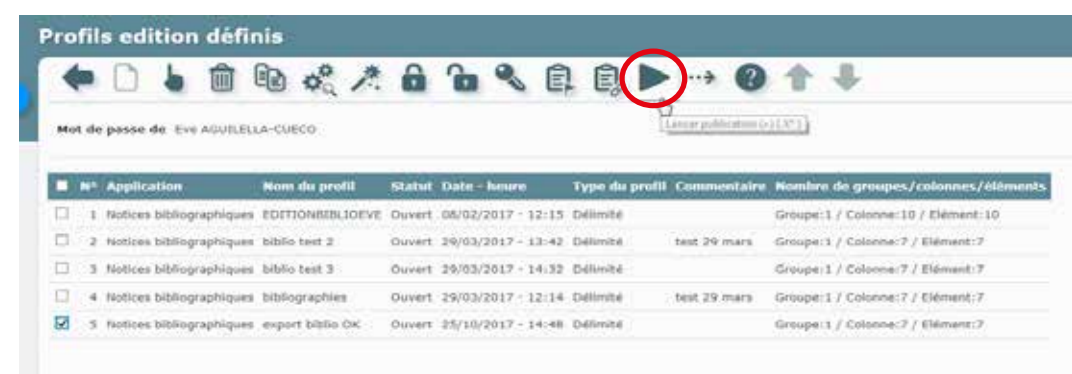 Profils edition définis
Lancer publication (s) [X*]
Mot de passe de Eve AGUILELLA-CUECO
N° Application Nom du profil Statut Date - heure Type du profil Commentaire Nombre de groupes/colonnes/éléments
1 Notices bibliographiques EDITIONBIBLIOEVE Ouvert 08/02/2017 - 12:15 Délimité Groupe:1 / Colonne:10 / Elément:10
2 Notices bibliographiques biblio test 2 Ouvert 29/03/2017 - 13:42 Délimité test 29 mars Groupe:1 / Colonne:7 / Elément:7
3 Notices bibliographiques biblio test 3 Ouvert 29/03/2017 - 14:32 Délimité Groupe:1 / Colonne:7 / Elément:7
4 Notices bibliographiques bibliographies Ouvert 29/03/2017 - 12:14 Délimité test 29 mars Groupe:1 / Colonne:7 / Elément:7
5 Notices bibliographiques export biblio OK Ouvert 25/10/2017 - 14:48 Délimité Groupe:1 / Colonne:7 / Elément:7